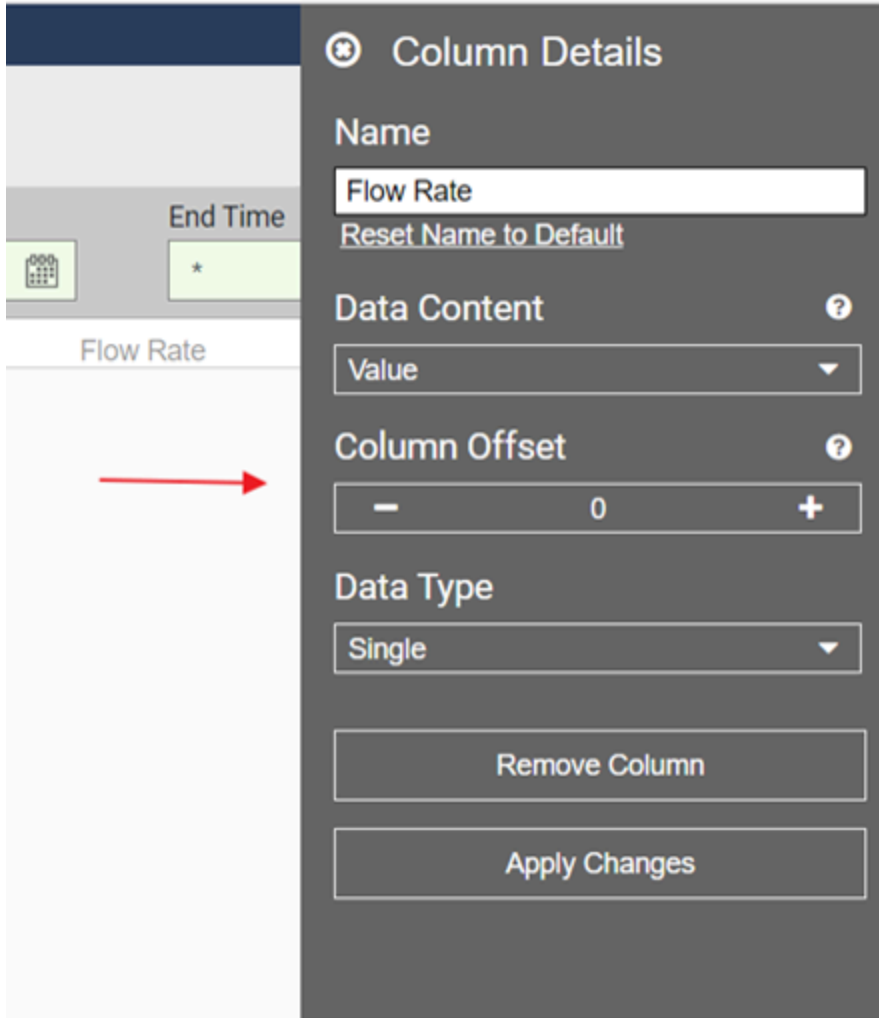 Column Details
Name
Flow Rate
Reset Name to Default
End Time
*
Flow Rate
Data Content
Value
Column Offset
0
Data Type
Single
Remove Column
Apply Changes